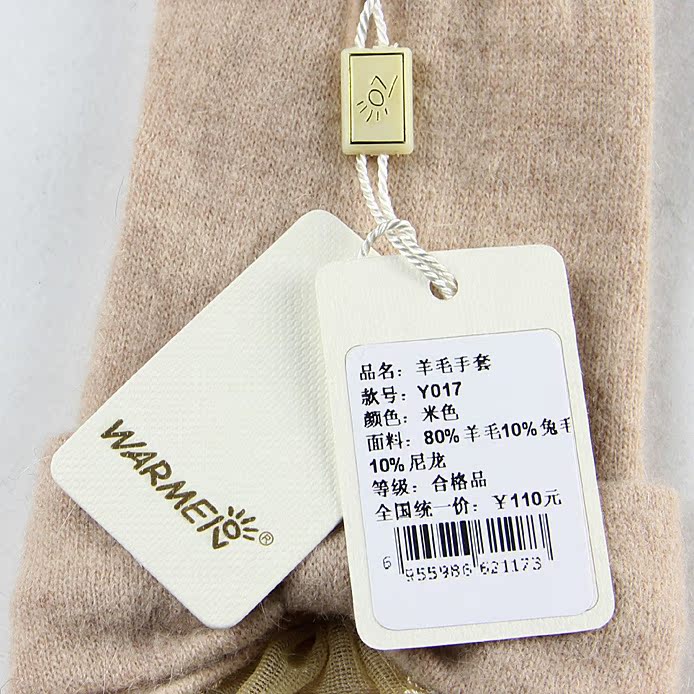 WARMEN®
品名：羊毛手套
款号：Y017
颜色：米色
面料：80%羊毛10%兔毛
10%尼龙
等级：合格品
全国统一价：￥110元
6 955986 621173